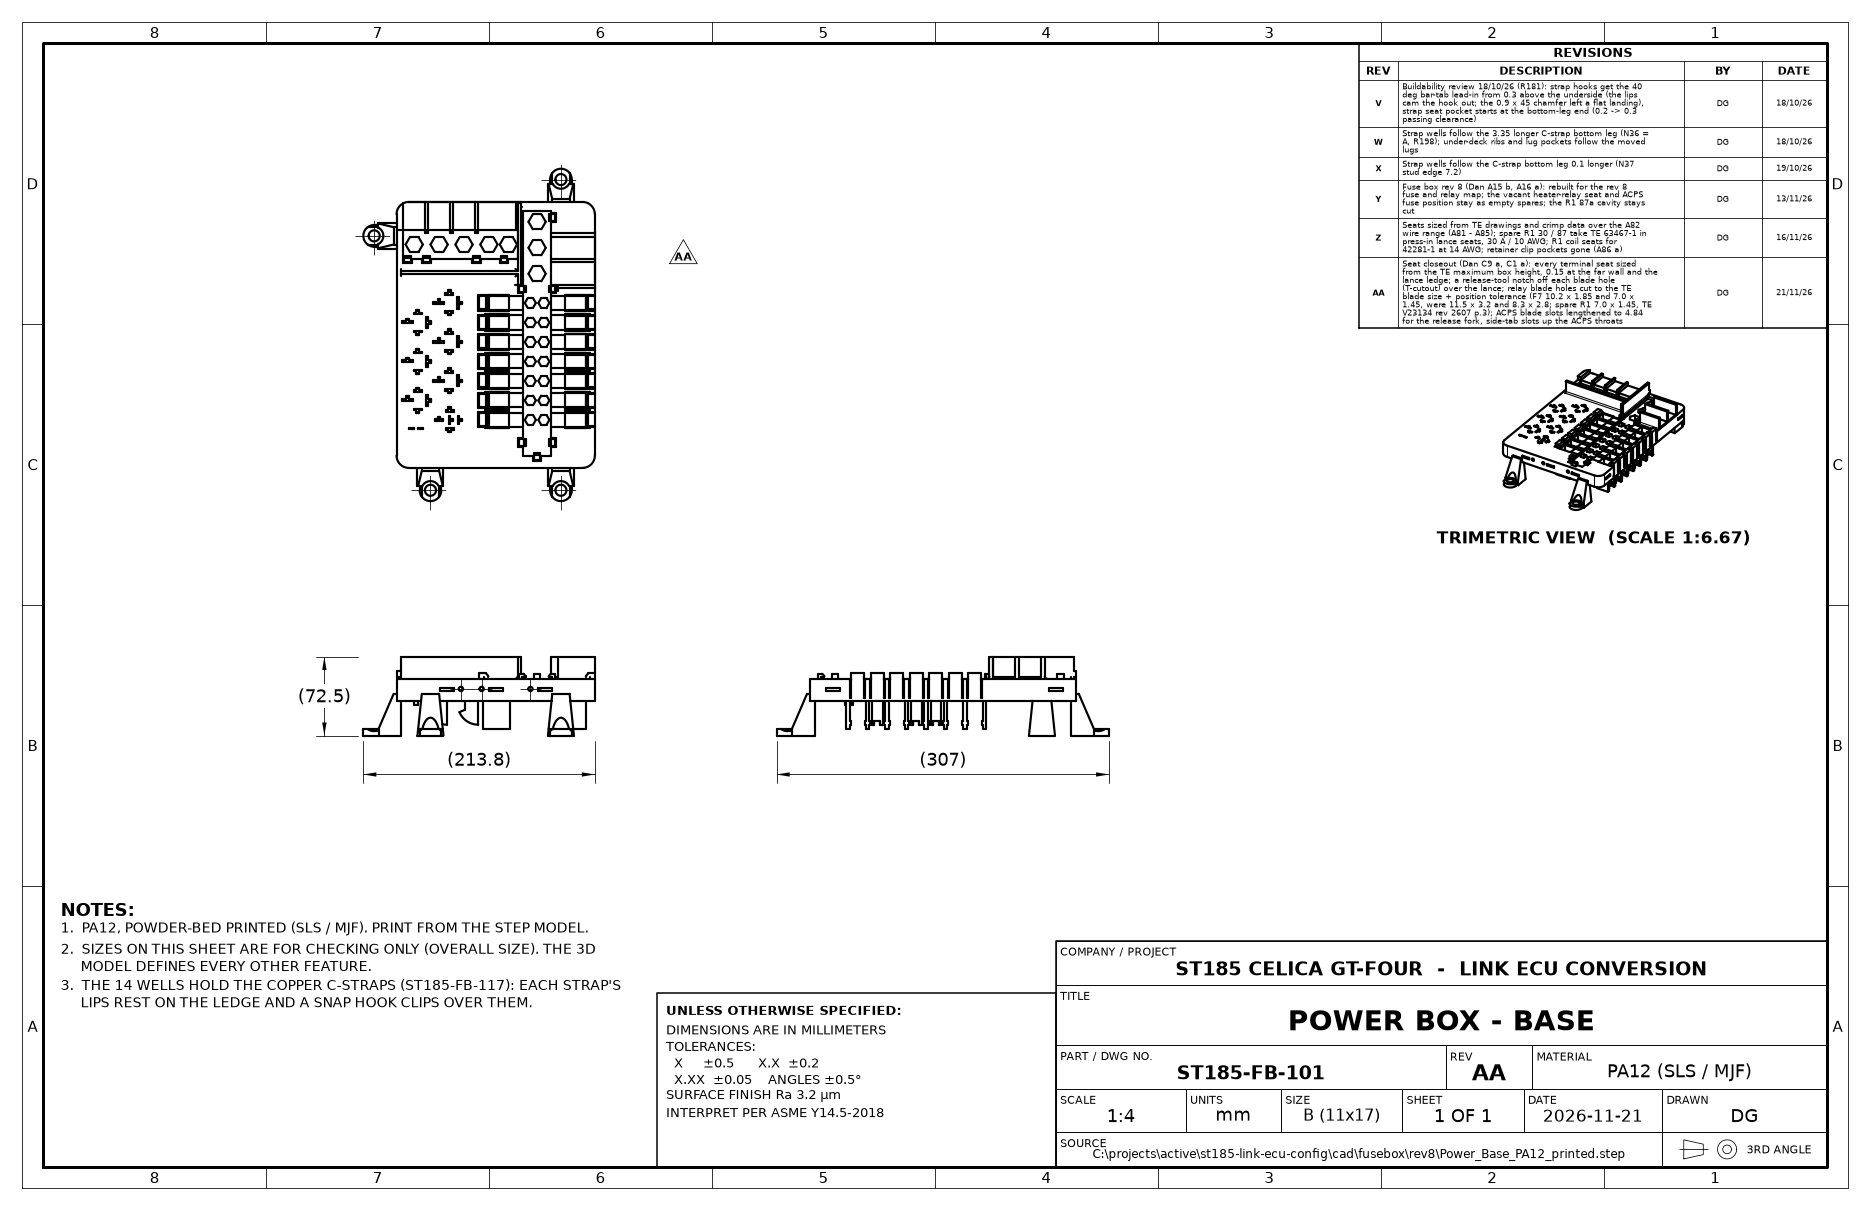 8 7 6 5 4 3 2 1
REVISIONS
REV DESCRIPTION BY DATE
V
Buildability review 18/10/26 (R181): strap hooks get the 40
deg bar-tab lead-in from 0.3 above the underside (the lips
cam the hook out; the 0.9 x 45 chamfer left a flat landing),
strap seat pocket starts at the bottom-leg end (0.2 -> 0.3
passing clearance)
DG 18/10/26
W
Strap wells follow the 3.35 longer C-strap bottom leg (N36 =
A, R198); under-deck ribs and lug pockets follow the moved
lugs
DG 18/10/26
X
Strap wells follow the C-strap bottom leg 0.1 longer (N37
stud edge 7.2)
DG 19/10/26
Y
Fuse box rev 8 (Dan A15 b, A16 a): rebuilt for the rev 8
fuse and relay map; the vacant heater-relay seat and ACPS
fuse position stay as empty spares; the R1 87a cavity stays
cut
DG 13/11/26
Z
Seats sized from TE drawings and crimp data over the A82
wire range (A81 - A85); spare R1 30 / 87 take TE 63467-1 in
press-in lance seats, 30 A / 10 AWG; R1 coil seats for
42281-1 at 14 AWG; retainer clip pockets gone (A86 a)
DG 16/11/26
AA
Seat closeout (Dan C9 a, C1 a): every terminal seat sized
from the TE maximum box height, 0.15 at the far wall and the
lance ledge; a release-tool notch off each blade hole
(T-cutout) over the lance; relay blade holes cut to the TE
blade size + position tolerance (F7 10.2 x 1.85 and 7.0 x
1.45, were 11.5 x 3.2 and 8.3 x 2.8; spare R1 7.0 x 1.45, TE
V23134 rev 2607 p.3); ACPS blade slots lengthened to 4.84
for the release fork, side-tab slots up the ACPS throats
DG 21/11/26
D D
AA
C C
TRIMETRIC VIEW (SCALE 1:6.67)
(72.5)
(213.8)
(307)
B B
NOTES:
1. PA12, POWDER-BED PRINTED (SLS / MJF). PRINT FROM THE STEP MODEL.
2. SIZES ON THIS SHEET ARE FOR CHECKING ONLY (OVERALL SIZE). THE 3D
MODEL DEFINES EVERY OTHER FEATURE.
3. THE 14 WELLS HOLD THE COPPER C-STRAPS (ST185-FB-117): EACH STRAP'S
LIPS REST ON THE LEDGE AND A SNAP HOOK CLIPS OVER THEM.
A A
UNLESS OTHERWISE SPECIFIED:
DIMENSIONS ARE IN MILLIMETERS
TOLERANCES:
X ±0.5 X.X ±0.2
X.XX ±0.05 ANGLES ±0.5°
SURFACE FINISH Ra 3.2 µm
INTERPRET PER ASME Y14.5-2018
COMPANY / PROJECT
ST185 CELICA GT-FOUR - LINK ECU CONVERSION
TITLE
POWER BOX - BASE
PART / DWG NO. REV MATERIAL
ST185-FB-101 AA PA12 (SLS / MJF)
SCALE UNITS SIZE SHEET DATE DRAWN
1:4 mm B (11x17) 1 OF 1 2026-11-21 DG
SOURCE
C:\projects\active\st185-link-ecu-config\cad\fusebox\rev8\Power_Base_PA12_printed.step
3RD ANGLE
8 7 6 5 4 3 2 1